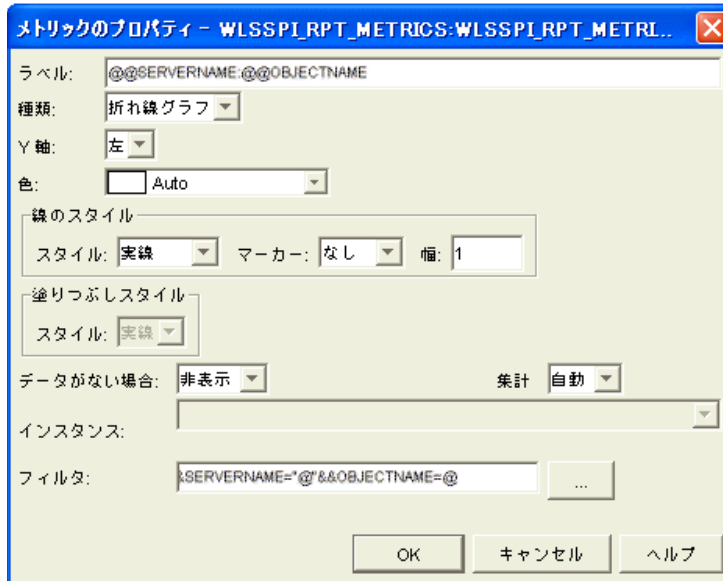 メトリックのプロパティ - WLSSPI_RPT_METRICS:WLSSPI_RPT_METRI...
ラベル: @@SERVERNAME:@@OBJECTNAME
種類: 折れ線グラフ
Y 軸: 左
色: Auto
線のスタイル
スタイル: 実線 マーカー: なし 幅: 1
塗りつぶしスタイル
スタイル: 実線
データがない場合: 非表示 集計 自動
インスタンス:
フィルタ: &SERVERNAME="@"&&OBJECTNAME=@ ...
OK キャンセル ヘルプ